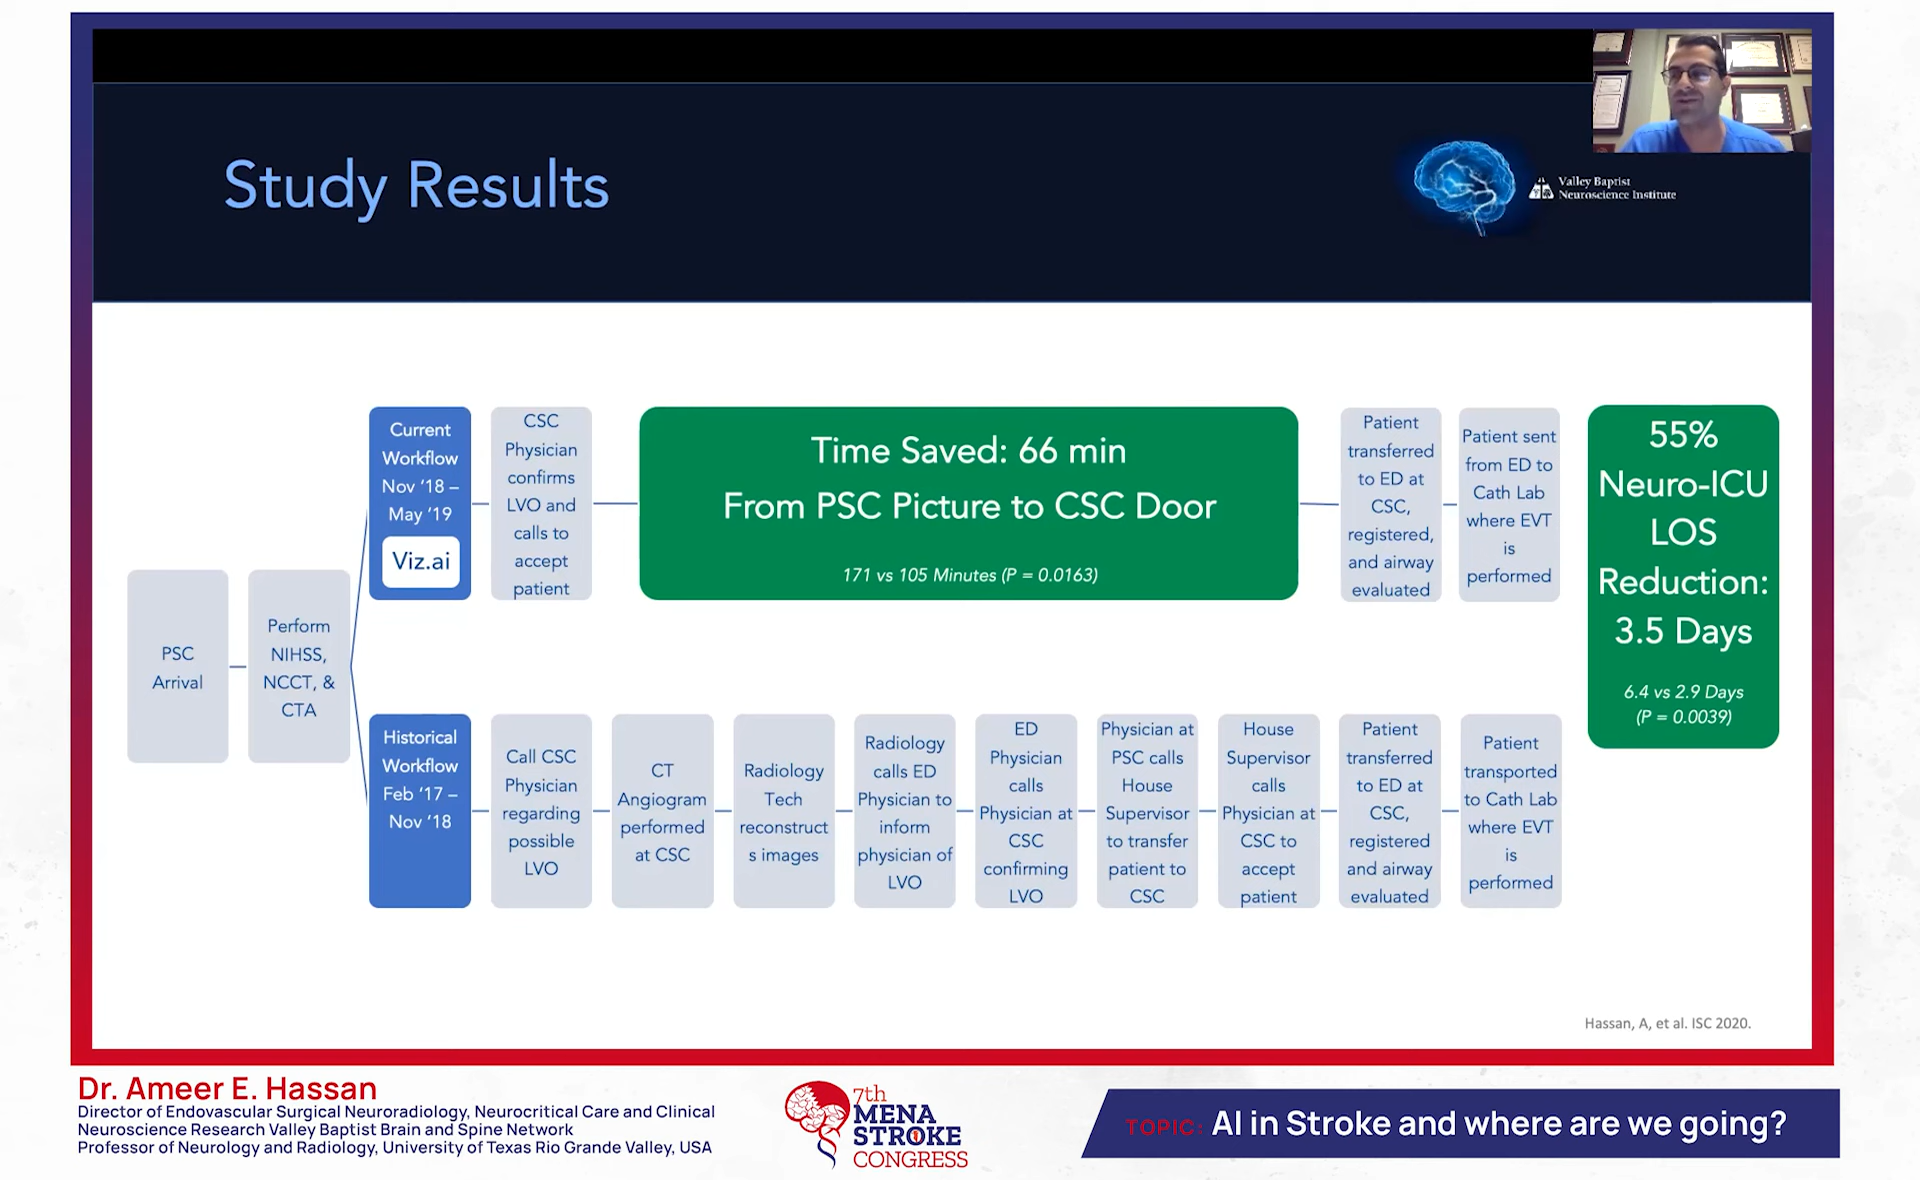 Study Results
Valley Baptist
Neuroscience Institute
PSC
Arrival
Perform
NIHSS,
NCCT, &
CTA
Current
Workflow
Nov ‘18 –
May ‘19
Viz.ai
CSC
Physician
confirms
LVO and
calls to
accept
patient
Time Saved: 66 min
From PSC Picture to CSC Door
171 vs 105 Minutes (P = 0.0163)
Patient
transferred
to ED at
CSC,
registered,
and airway
evaluated
Patient sent
from ED to
Cath Lab
where EVT
is
performed
55%
Neuro-ICU
LOS
Reduction:
3.5 Days
6.4 vs 2.9 Days
(P = 0.0039)
Historical
Workflow
Feb ‘17 –
Nov ‘18
Call CSC
Physician
regarding
possible
LVO
CT
Angiogram
performed
at CSC
Radiology
Tech
reconstruct
s images
Radiology
calls ED
Physician to
inform
physician of
LVO
ED
Physician
calls
Physician at
CSC
confirming
LVO
Physician at
PSC calls
House
Supervisor
to transfer
patient to
CSC
House
Supervisor
calls
Physician at
CSC to
accept
patient
Patient
transferred
to ED at
CSC,
registered
and airway
evaluated
Patient
transported
to Cath Lab
where EVT
is
performed
Hassan, A, et al. ISC 2020.
Dr. Ameer E. Hassan
Director of Endovascular Surgical Neuroradiology, Neurocritical Care and Clinical
Neuroscience Research Valley Baptist Brain and Spine Network
Professor of Neurology and Radiology, University of Texas Rio Grande Valley, USA
7th
MENA
STROKE
CONGRESS
TOPIC: AI in Stroke and where are we going?